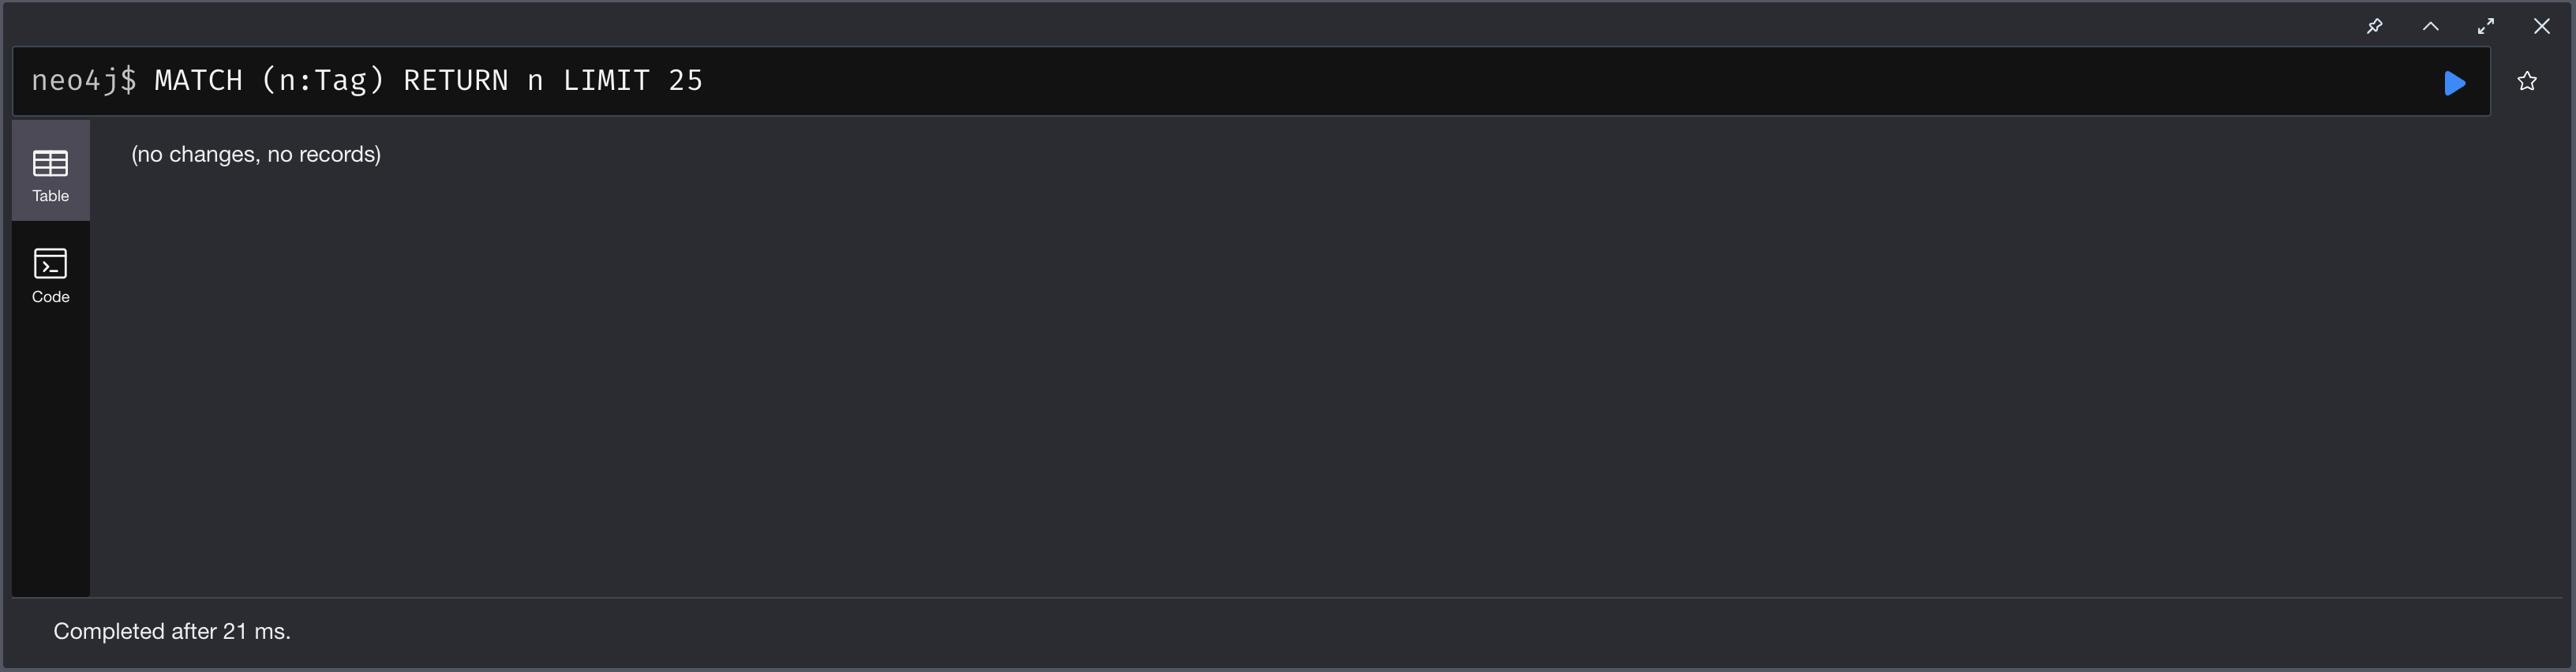 neo4j$ MATCH (n:Tag) RETURN n LIMIT 25
(no changes, no records)
Table
Code
Completed after 21 ms.